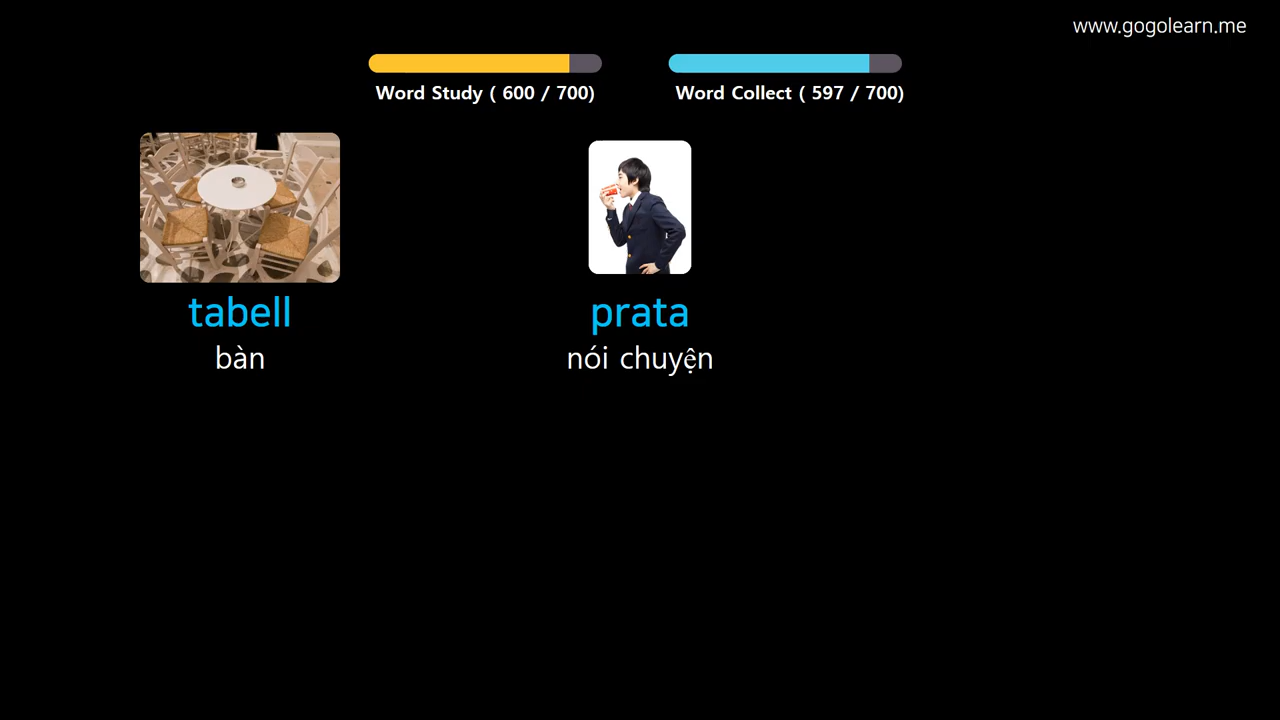 www.gogolearn.me
Word Study ( 600 / 700)
Word Collect ( 597 / 700)
tabell
prata
bàn
nói chuyện